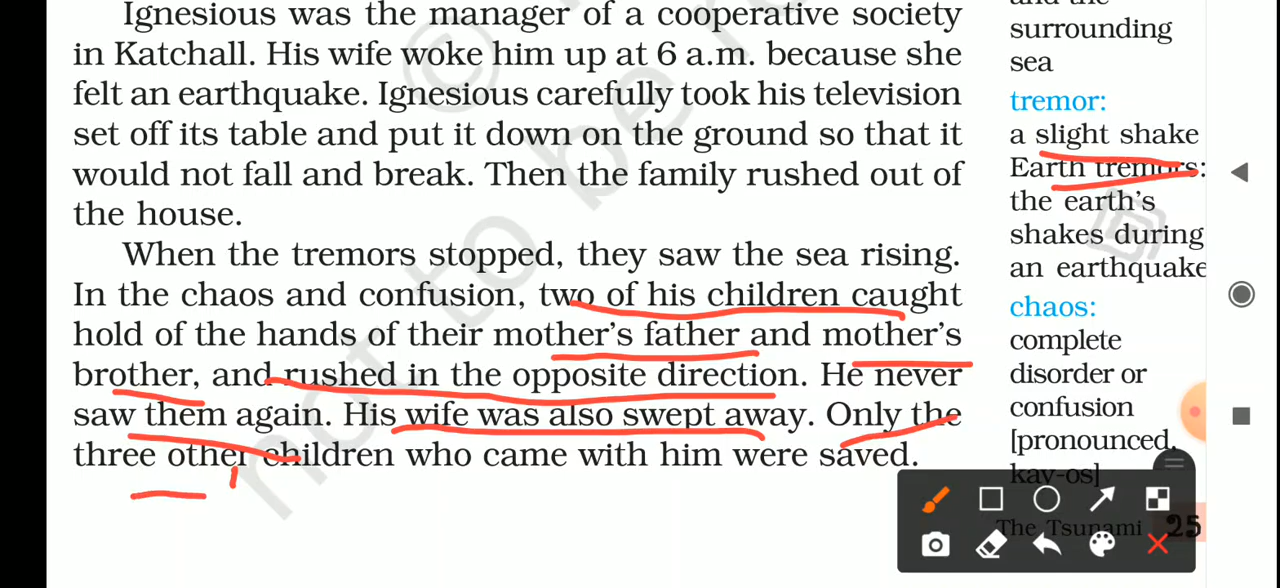 Ignesious was the manager of a cooperative society
in Katchall. His wife woke him up at 6 a.m. because she
felt an earthquake. Ignesious carefully took his television
set off its table and put it down on the ground so that it
would not fall and break. Then the family rushed out of
the house.
When the tremors stopped, they saw the sea rising.
In the chaos and confusion, two of his children caught
hold of the hands of their mother's father and mother's
brother, and rushed in the opposite direction. He never
saw them again. His wife was also swept away. Only the
three other children who came with him were saved.
and the
surrounding
sea
tremor:
a slight shake
Earth tremors:
the earth's
shakes during
an earthquake
chaos:
complete
disorder or
confusion
[pronounced,
kay-os]
The Tsunami 25
© not to be re